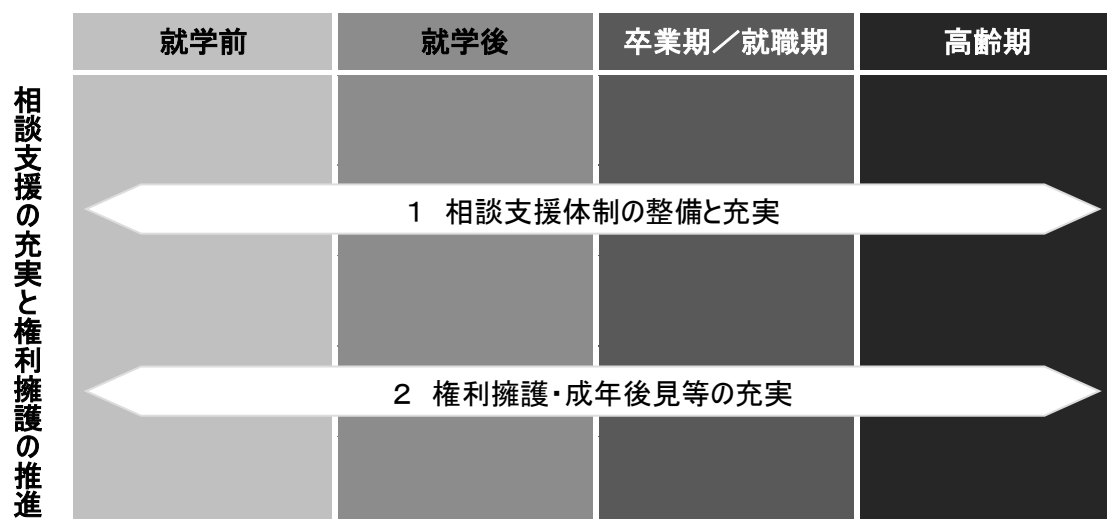 就学前
就学後
卒業期／就職期
高齢期
相談支援の充実と権利擁護の推進
１　相談支援体制の整備と充実
２　権利擁護・成年後見等の充実